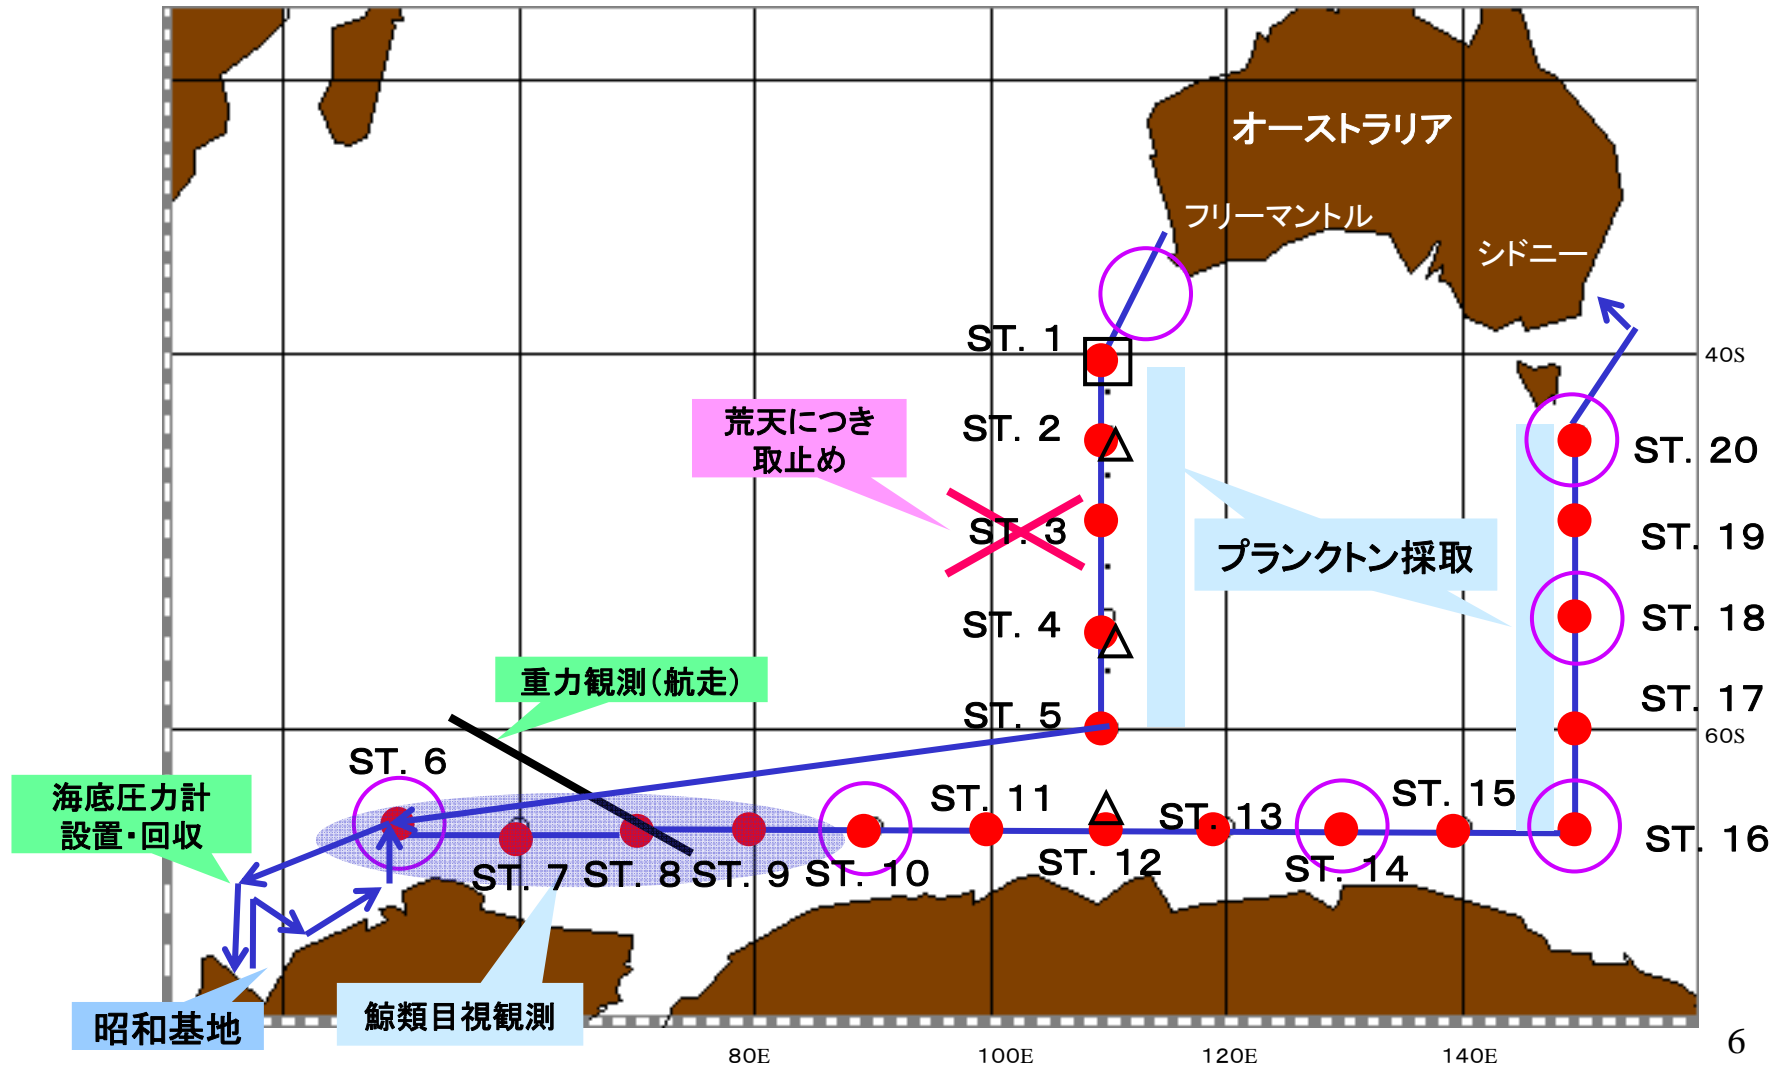 オーストラリア
フリーマントル
シドニー
ST. 1
40S
荒天につき
取止め
ST. 2
ST. 20
ST. 3
プランクトン採取
ST. 19
ST. 4
ST. 18
重力観測(航走)
ST. 5
ST. 17
60S
ST. 6
海底圧力計
設置・回収
ST. 11
ST. 13
ST. 15
ST. 16
ST. 7
ST. 8
ST. 9
ST. 10
ST. 12
ST. 14
昭和基地
鯨類目視観測
80E
100E
120E
140E
6